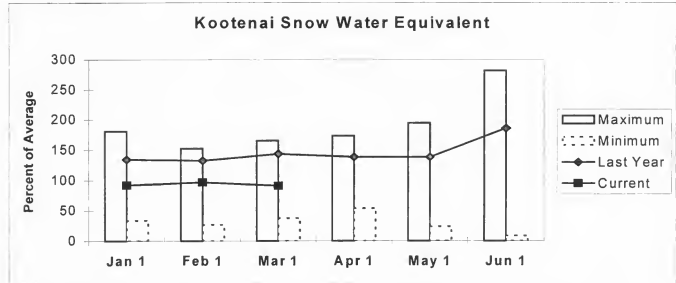 Kootenai Snow Water Equivalent
Percent of Average
300
250
200
150
100
50
0
Jan 1 Feb 1 Mar 1 Apr 1 May 1 Jun 1
Maximum
Minimum
Last Year
Current